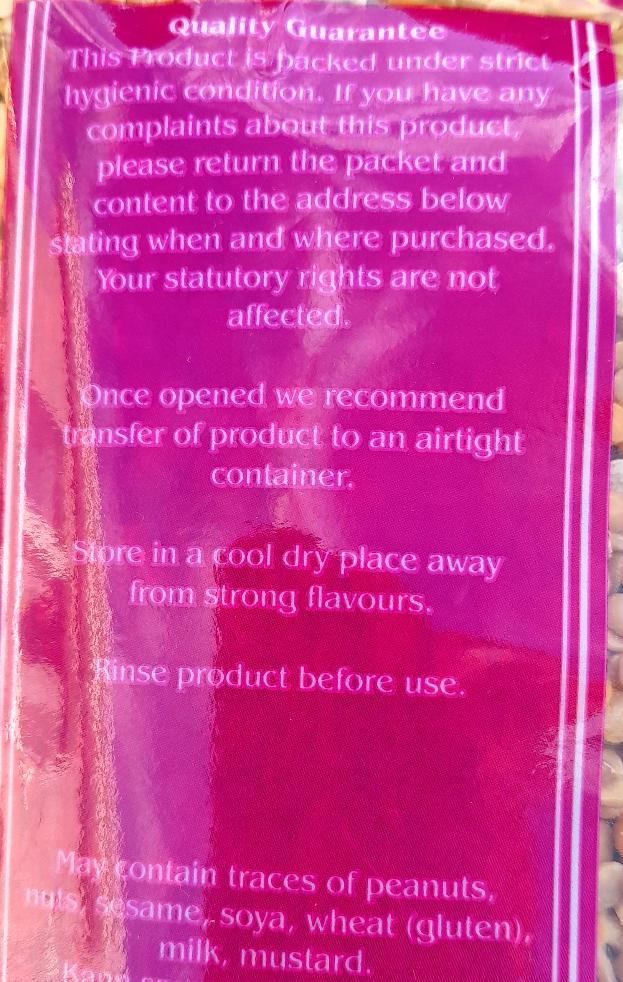 Quality Guarantee
This Product is packed under strict
hygienic condition. If you have any
complaints about this product,
please return the packet and
content to the address below
stating when and where purchased.
Your statutory rights are not
affected.
Once opened we recommend
transfer of product to an airtight
container.
Store in a cool dry place away
from strong flavours.
Rinse product before use.
May contain traces of peanuts,
nuts, sesame, soya, wheat (gluten),
milk, mustard.